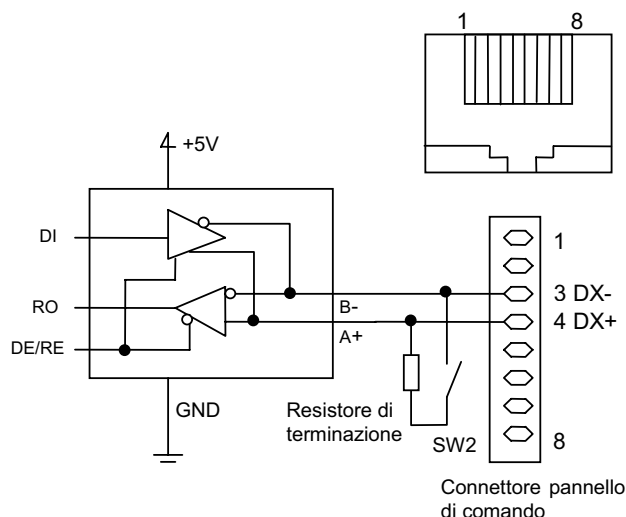 1 8
+5V
DI
1
RO
B-
3 DX-
A+
4 DX+
DE/RE
GND
Resistore di
terminazione
SW2
8
Connettore pannello
di comando